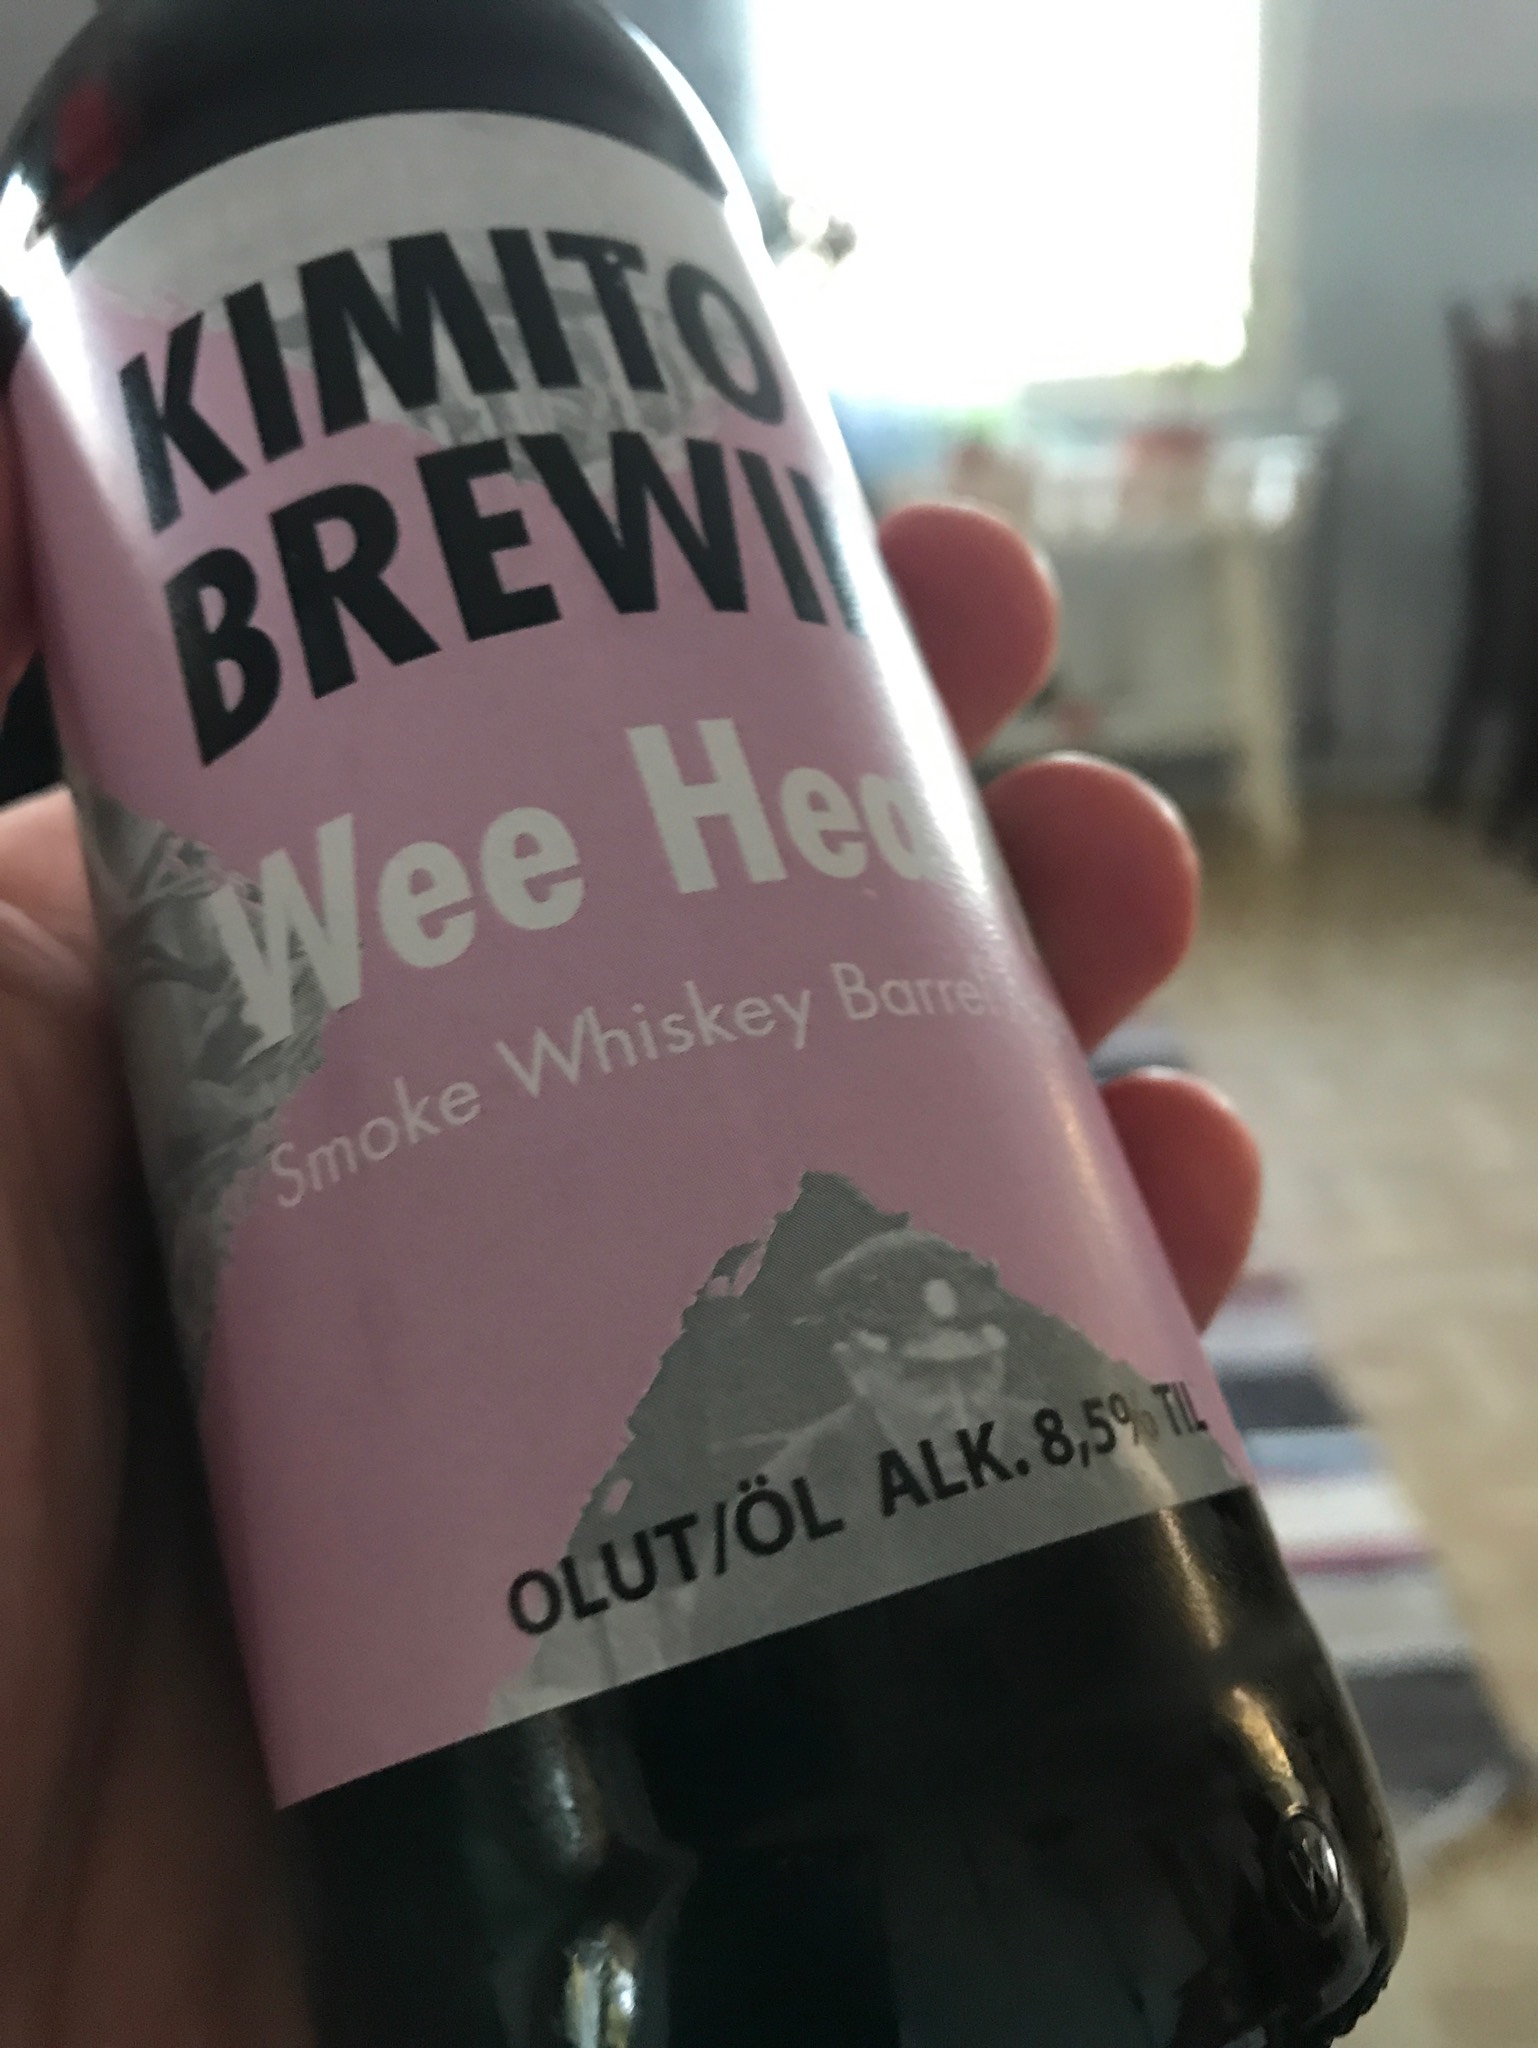 KIMITO
BREWI
Wee Hea
Smoke Whiskey Barrel
OLUT/ÖL ALK. 8,5% TIL
W